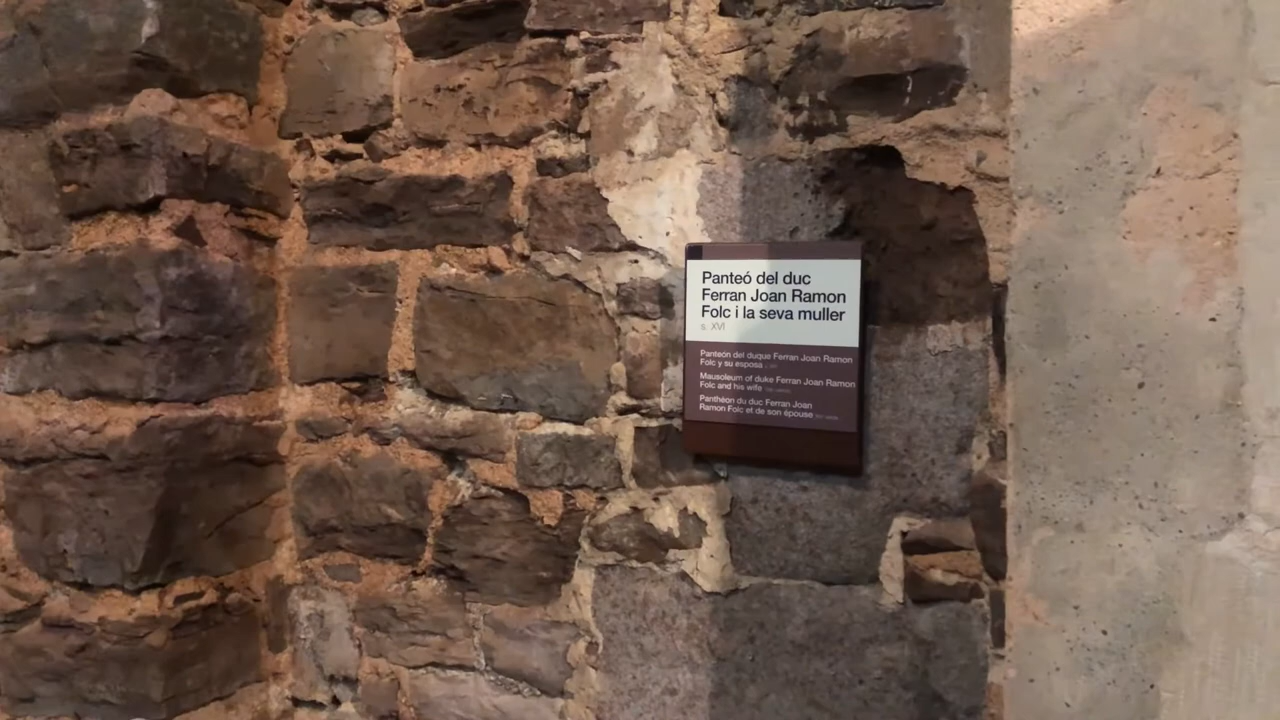 Panteó del duc
Ferran Joan Ramon
Folc i la seva muller
s. XVI
Panteón del duque Ferran Joan Ramon
Folc y su esposa
Mausoleum of duke Ferran Joan Ramon
Folc and his wife
Panthéon du duc Ferran Joan
Ramon Folc et de son épouse